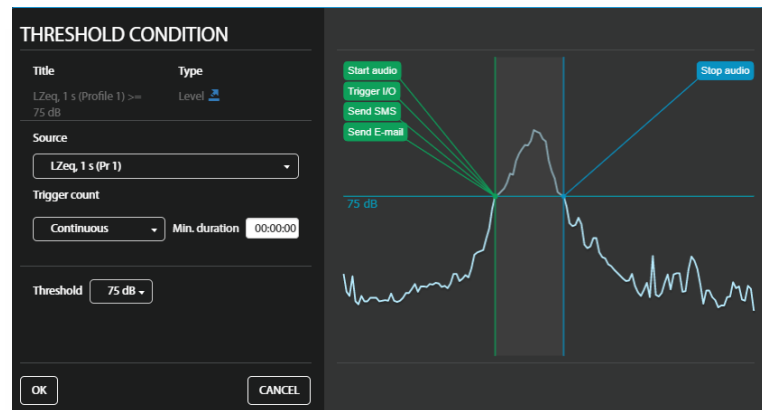 THRESHOLD CONDITION
Title
Type
LZeq, 1 s (Profile 1) >=
75 dB
Level
Source
LZeq, 1 s (Pr 1)
Trigger count
Continuous
Min. duration
00:00:00
Threshold
75 dB
OK
CANCEL
Start audio
Trigger I/O
Send SMS
Send E-mail
Stop audio
75 dB